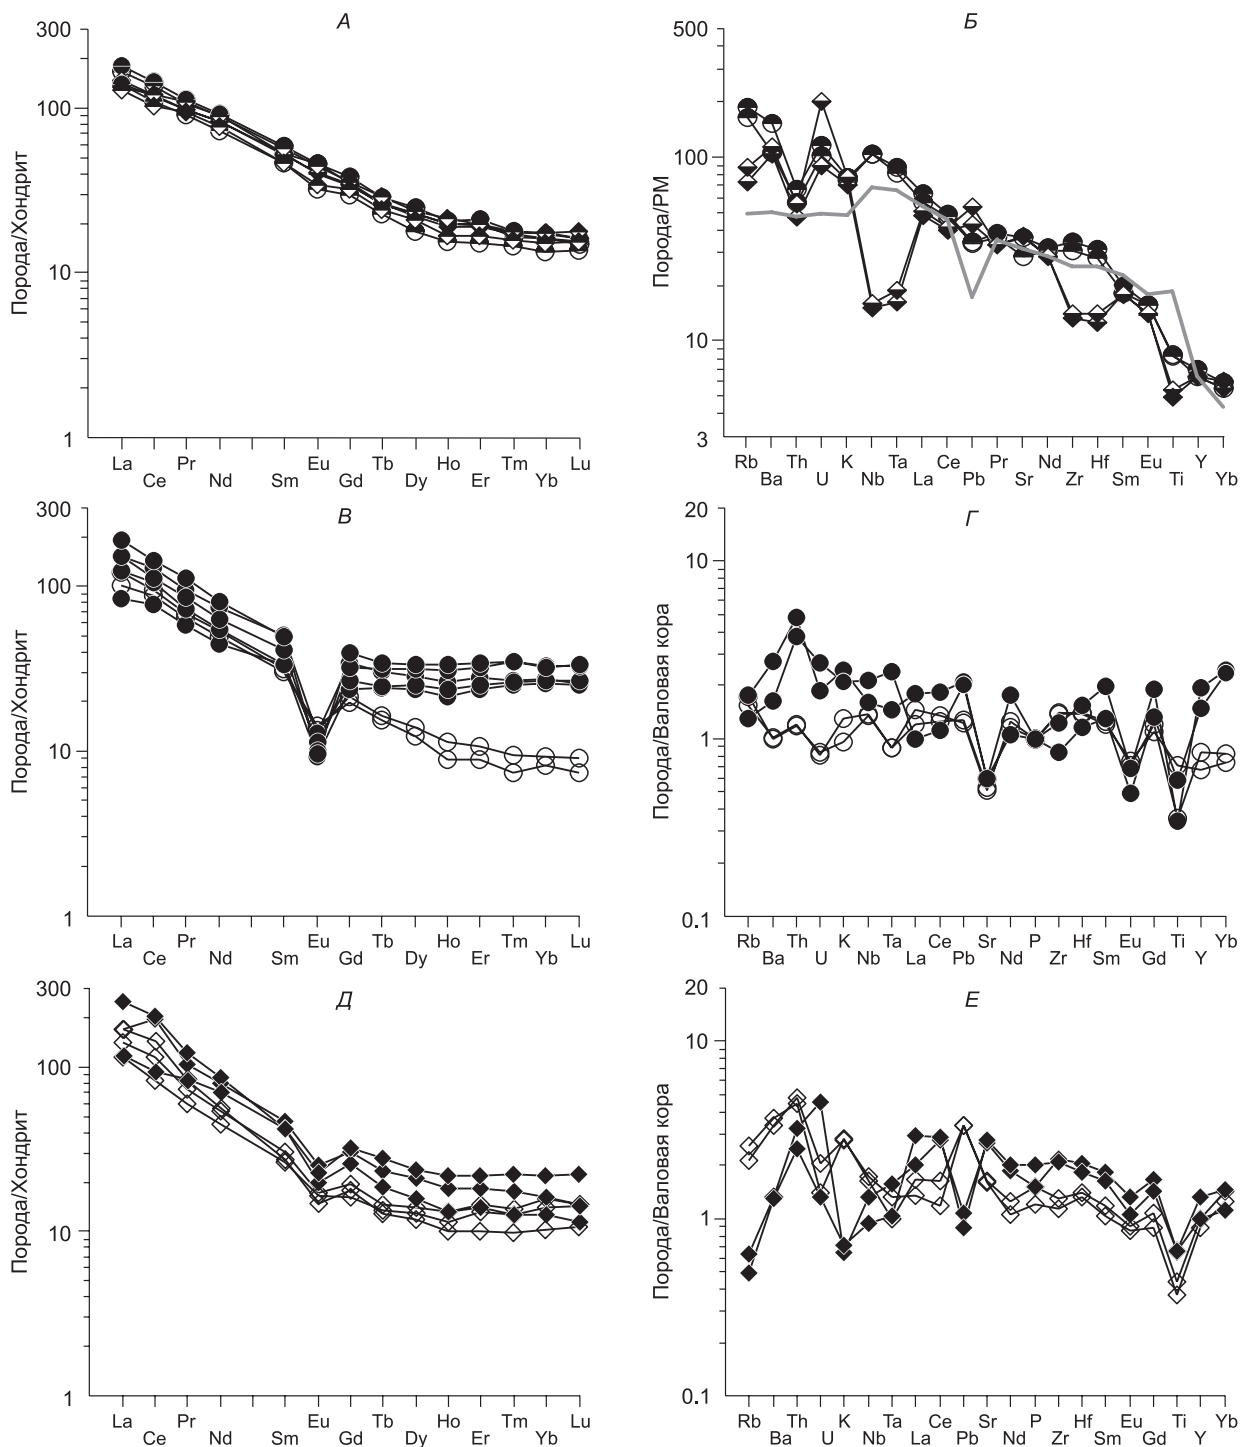 А
300
100
10
1
Порода/Хондрит
La Ce Pr Nd Sm Eu Gd Tb Dy Ho Er Tm Yb Lu
Б
500
100
10
3
Порода/РМ
Rb Ba Th U K Nb Ta La Ce Pb Pr Sr Nd Zr Hf Sm Eu Ti Y Yb
В
300
100
10
1
Порода/Хондрит
La Ce Pr Nd Sm Eu Gd Tb Dy Ho Er Tm Yb Lu
Г
20
10
1
0.1
Порода/Валовая кора
Rb Ba Th U K Nb Ta La Ce Pb Sr Nd P Zr Hf Sm Eu Gd Ti Y Yb
Д
300
100
10
1
Порода/Хондрит
La Ce Pr Nd Sm Eu Gd Tb Dy Ho Er Tm Yb Lu
Е
20
10
1
0.1
Порода/Валовая кора
Rb Ba Th U K Nb Ta La Ce Pb Sr Nd P Zr Hf Sm Eu Gd Ti Y Yb